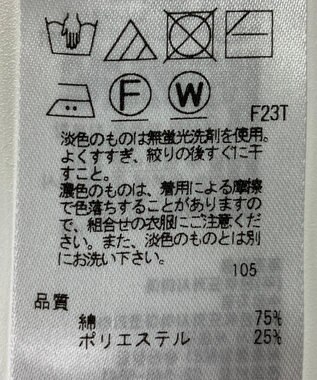 F W
F23T
淡色のものは無蛍光洗剤を使用。
よくすすぎ、絞りの後すぐに干
すこと。
濃色のものは、着用による摩擦
で色落ちすることがありますの
で、組合せの衣服にご注意くだ
さい。また、淡色のものとは別
にお洗い下さい。
105
品質
綿 75%
ポリエステル 25%